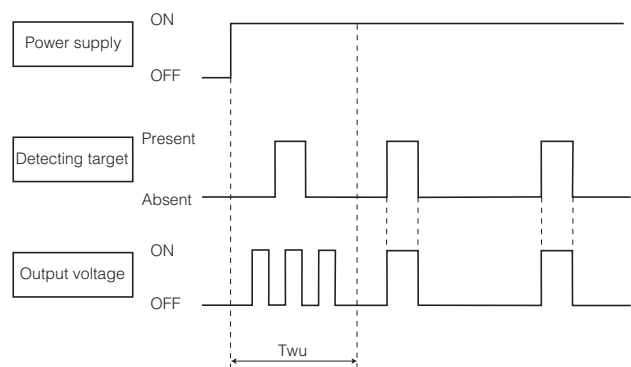 ON
Power supply
OFF
Present
Detecting target
Absent
ON
Output voltage
OFF
Twu